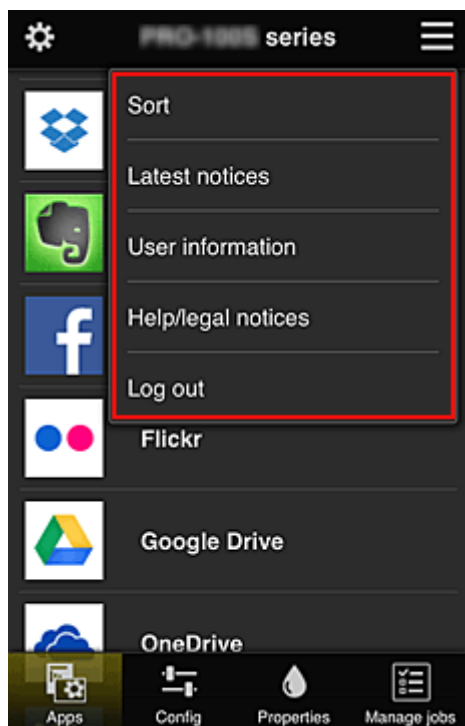 series
Sort
Latest notices
User information
Help/legal notices
Log out
Flickr
Google Drive
OneDrive
Apps
Config
Properties
Manage jobs